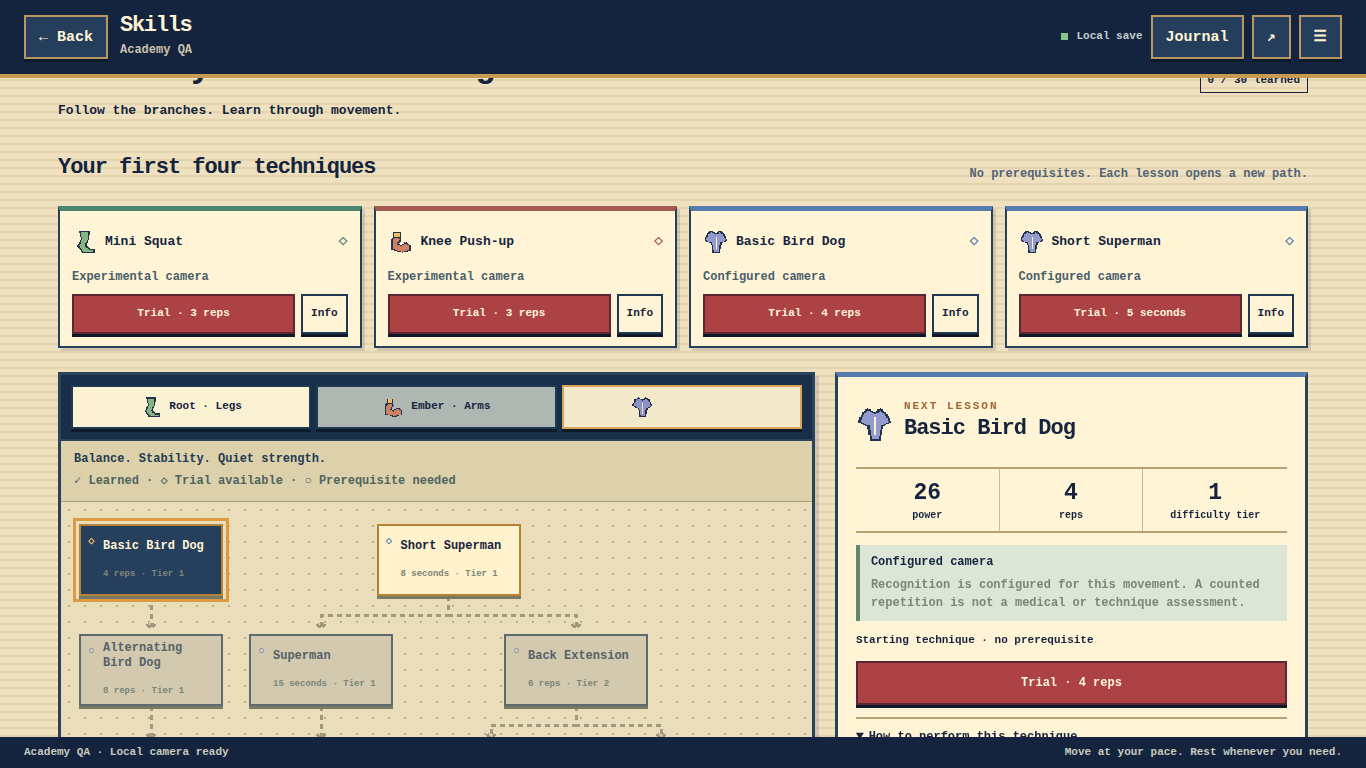 ← Back
Skills
Academy QA
Local save
Journal
↗
☰
0 / 30 learned
Follow the branches. Learn through movement.
Your first four techniques
No prerequisites. Each lesson opens a new path.
Mini Squat ◇
Experimental camera
Trial · 3 reps
Info
Knee Push-up ◇
Experimental camera
Trial · 3 reps
Info
Basic Bird Dog ◇
Configured camera
Trial · 4 reps
Info
Short Superman ◇
Configured camera
Trial · 5 seconds
Info
Root · Legs
Ember · Arms
Balance. Stability. Quiet strength.
✓ Learned · ◇ Trial available · ○ Prerequisite needed
◇ Basic Bird Dog
4 reps · Tier 1
◇ Short Superman
8 seconds · Tier 1
○ Alternating
Bird Dog
8 reps · Tier 1
○ Superman
15 seconds · Tier 1
○ Back Extension
6 reps · Tier 2
NEXT LESSON
Basic Bird Dog
26
power
4
reps
1
difficulty tier
Configured camera
Recognition is configured for this movement. A counted
repetition is not a medical or technique assessment.
Starting technique · no prerequisite
Trial · 4 reps
▼ How to perform this technique
Academy QA · Local camera ready
Move at your pace. Rest whenever you need.